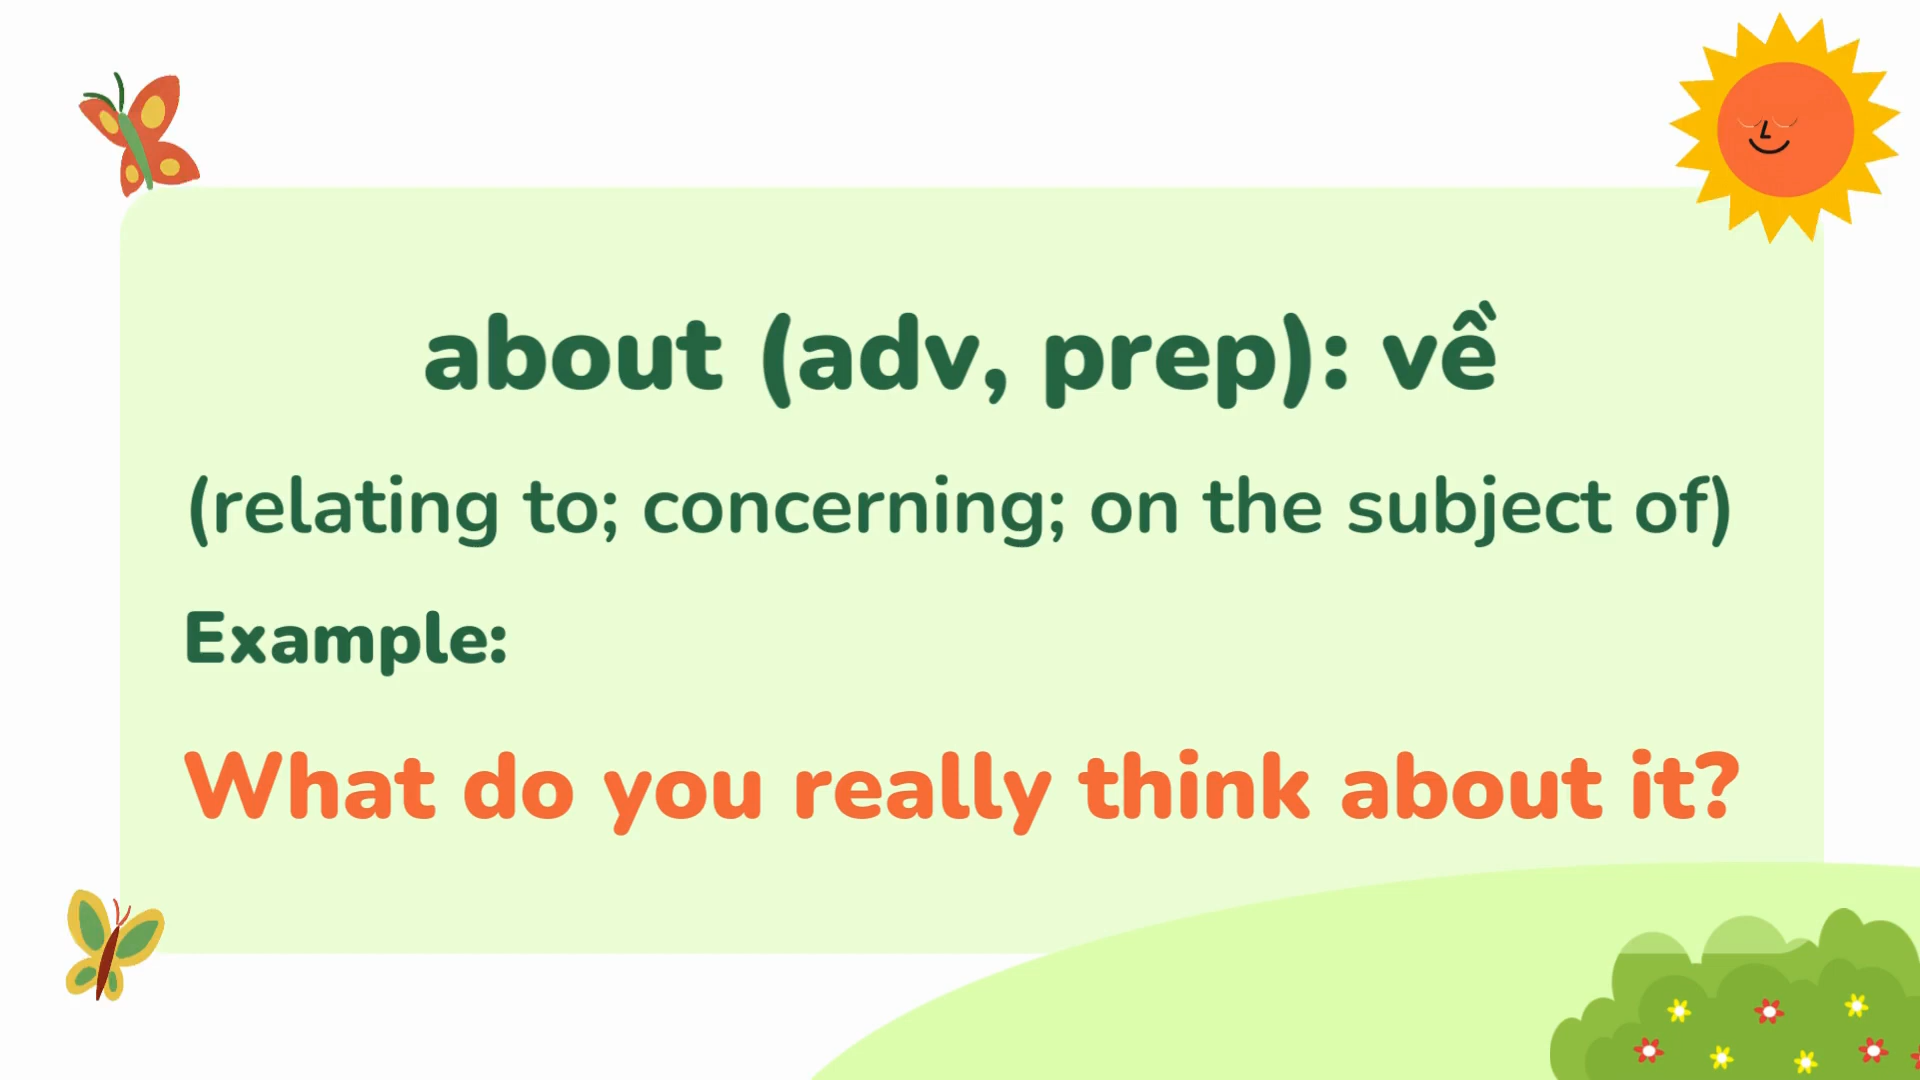 about (adv, prep): về
(relating to; concerning; on the subject of)
Example:
What do you really think about it?